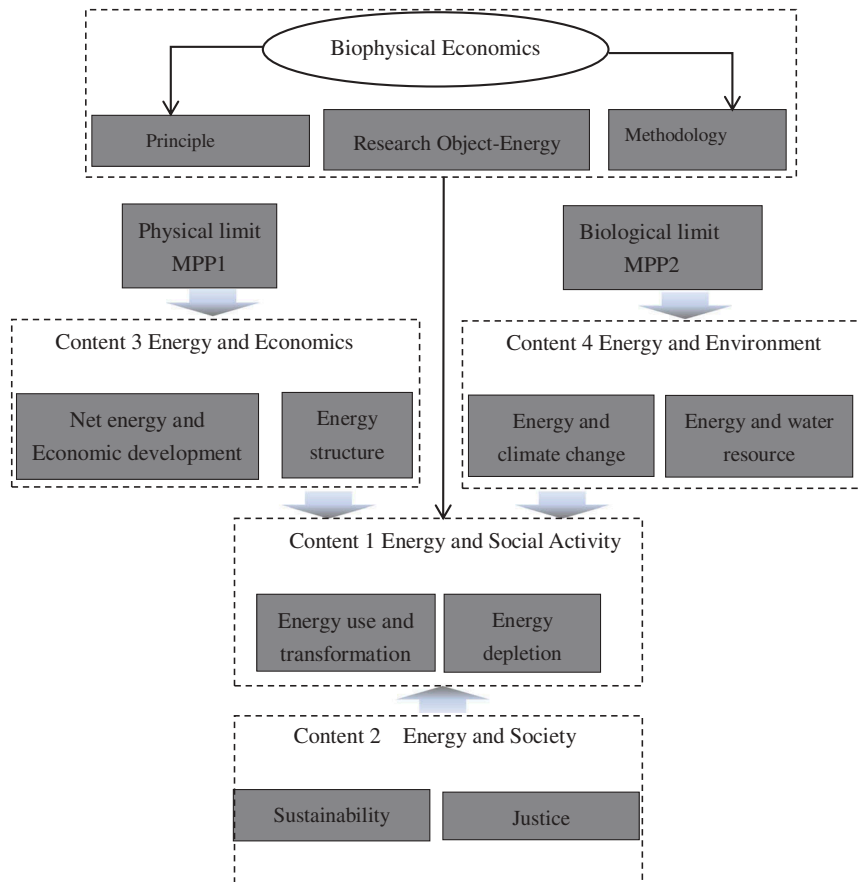 Biophysical Economics
Principle
Research Object-Energy
Methodology
Physical limit
MPP1
Biological limit
MPP2
Content 3 Energy and Economics
Net energy and
Economic development
Energy
structure
Content 4 Energy and Environment
Energy and
climate change
Energy and water
resource
Content 1 Energy and Social Activity
Energy use and
transformation
Energy
depletion
Content 2 Energy and Society
Sustainability
Justice